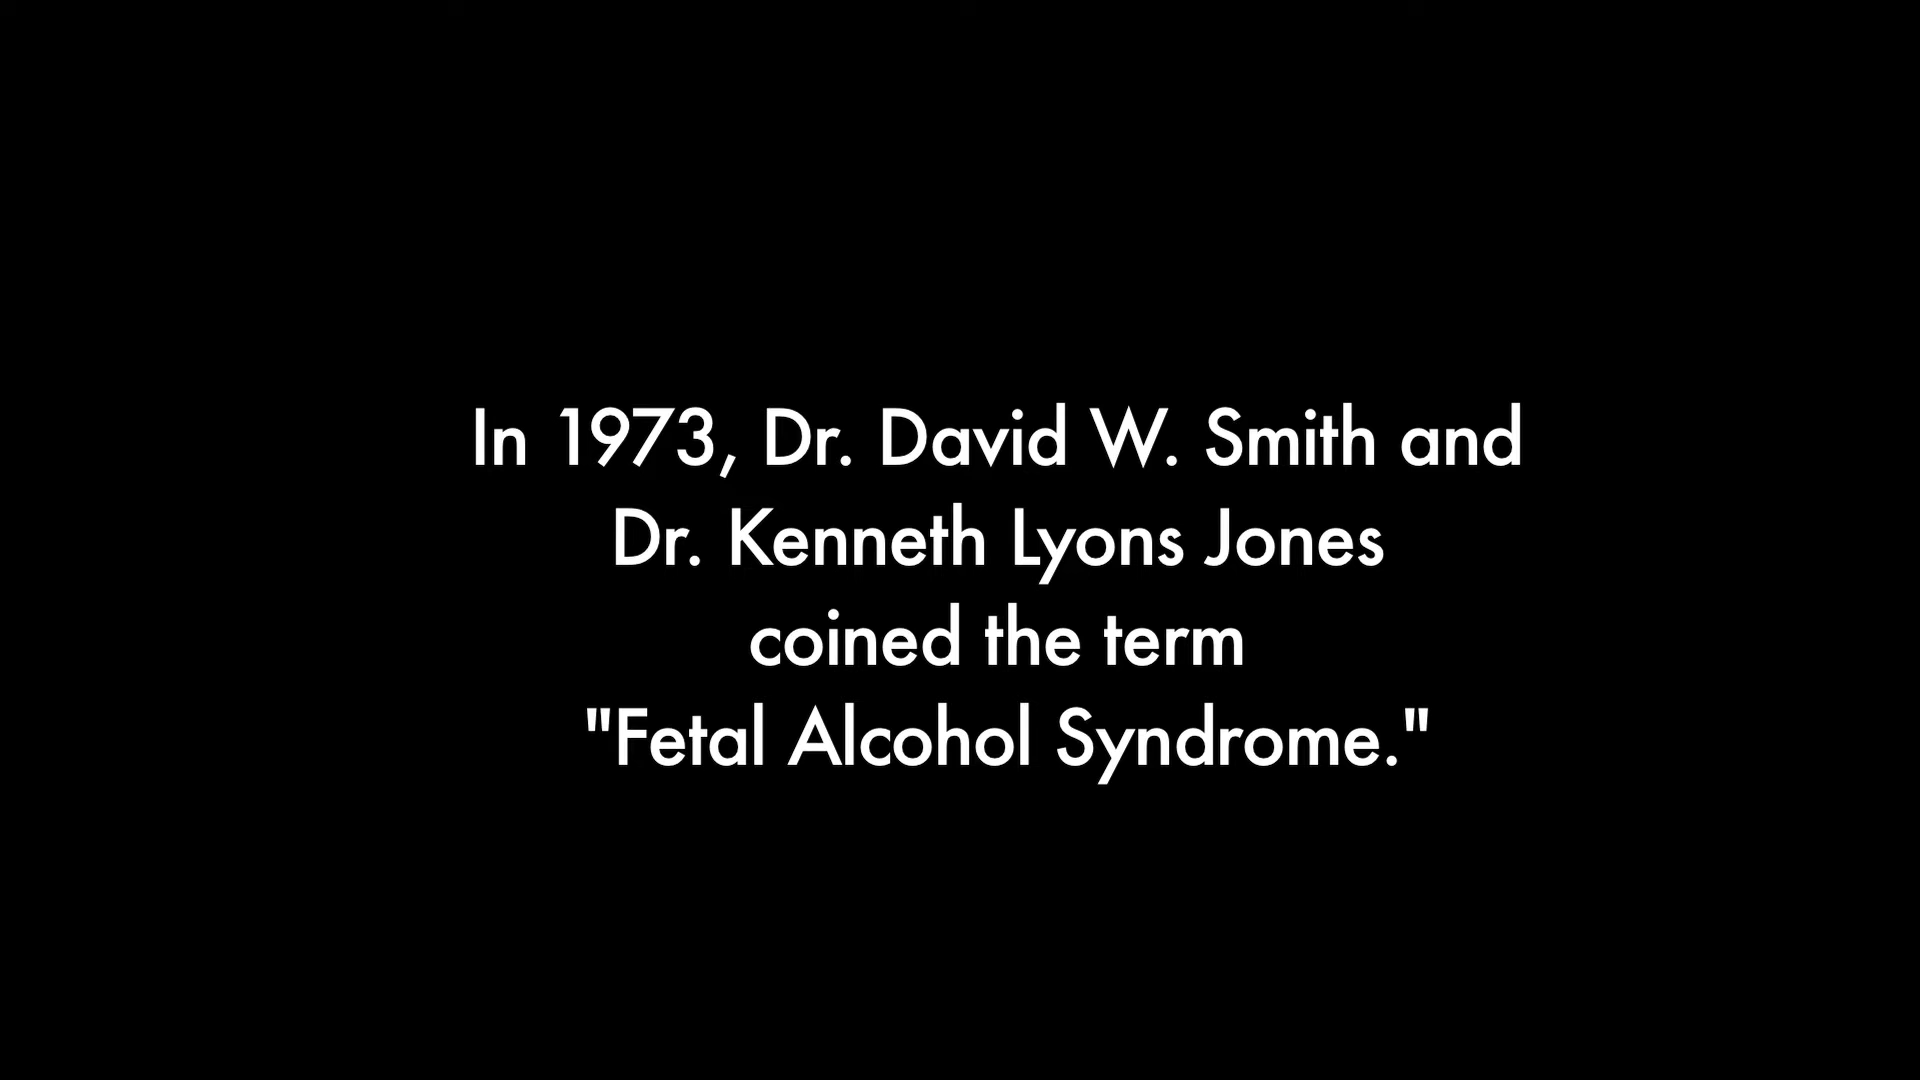 In 1973, Dr. David W. Smith and
Dr. Kenneth Lyons Jones
coined the term
"Fetal Alcohol Syndrome."